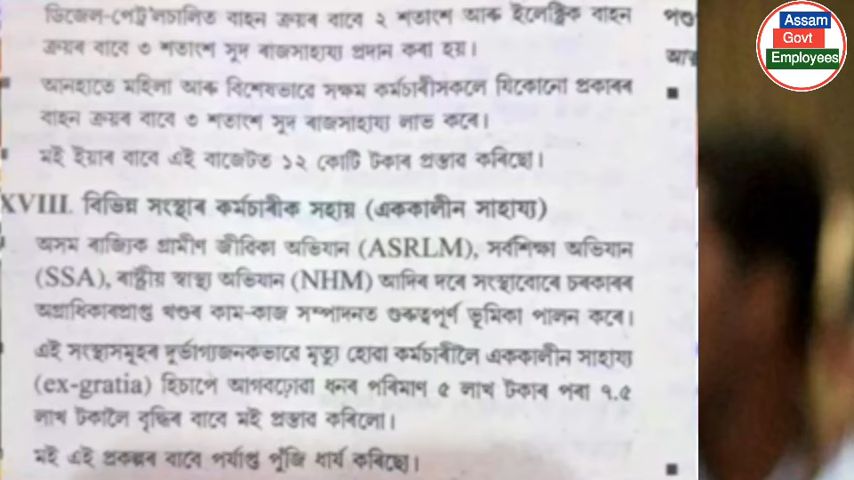 ডিজেল-পেট্ৰ'লচালিত বাহন ক্ৰয়ৰ বাবে ২ শতাংশ আৰু ইলেক্ট্ৰিক বাহন
ক্ৰয়ৰ বাবে ৩ শতাংশ সুদ ৰাজসাহায্য প্ৰদান কৰা হয়।
আনহাতে মহিলা আৰু বিশেষভাবে সক্ষম কৰ্মচাৰীসকলে যিকোনো প্ৰকাৰৰ
বাহন ক্ৰয়ৰ বাবে ৩ শতাংশ সুদ ৰাজসাহায্য লাভ কৰে।
মই ইয়াৰ বাবে এই বাজেটত ১২ কোটি টকাৰ প্ৰস্তাৱ কৰিছো।
XVIII. বিভিন্ন সংস্থাৰ কৰ্মচাৰীক সহায় (এককালীন সাহায্য)
অসম ৰাজ্যিক গ্ৰামীণ জীৱিকা অভিযান (ASRLM), সৰ্বশিক্ষা অভিযান
(SSA), ৰাষ্ট্ৰীয় স্বাস্থ্য অভিযান (NHM) আদিৰ দৰে সংস্থাবোৰে চৰকাৰৰ
অগ্ৰাধিকাৰপ্ৰাপ্ত খণ্ডৰ কাম-কাজ সম্পাদনত গুৰুত্বপূৰ্ণ ভূমিকা পালন কৰে।
এই সংস্থাসমূহৰ দুৰ্ভাগ্যজনকভাৱে মৃত্যু হোৱা কৰ্মচাৰীলৈ এককালীন সাহায্য
(ex-gratia) হিচাপে আগবঢ়োৱা ধনৰ পৰিমাণ ৫ লাখ টকাৰ পৰা ৭.৫
লাখ টকালৈ বৃদ্ধিৰ বাবে মই প্ৰস্তাৱ কৰিলো।
মই এই প্ৰকল্পৰ বাবে পৰ্যাপ্ত পুঁজি ধাৰ্য কৰিছো।
Assam
Govt
Employees